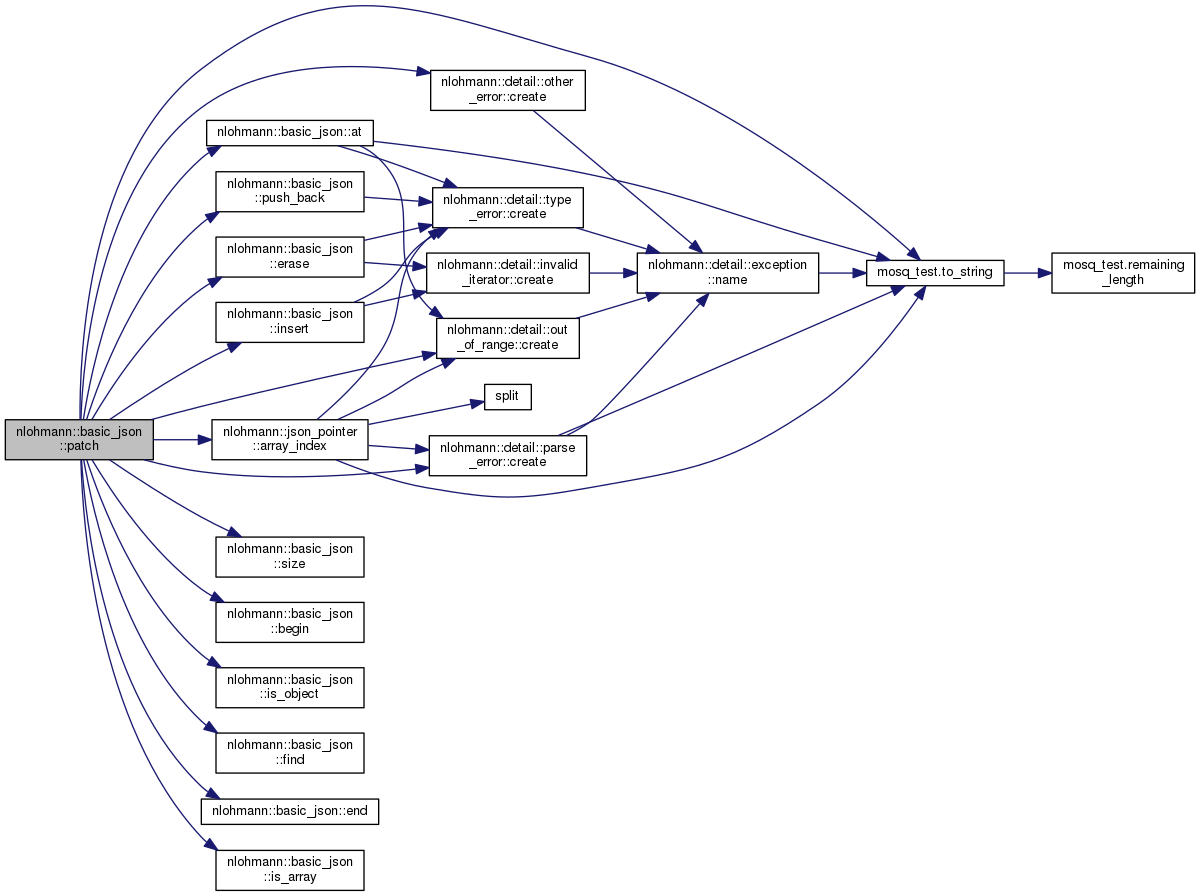 nlohmann::detail::other
_error::create
nlohmann::basic_json::at
nlohmann::basic_json
::push_back
nlohmann::detail::type
_error::create
nlohmann::basic_json
::erase
nlohmann::detail::invalid
_iterator::create
nlohmann::detail::exception
::name
mosq_test.to_string
mosq_test.remaining
_length
nlohmann::basic_json
::insert
nlohmann::detail::out
_of_range::create
split
nlohmann::basic_json
::patch
nlohmann::json_pointer
::array_index
nlohmann::detail::parse
_error::create
nlohmann::basic_json
::size
nlohmann::basic_json
::begin
nlohmann::basic_json
::is_object
nlohmann::basic_json
::find
nlohmann::basic_json::end
nlohmann::basic_json
::is_array